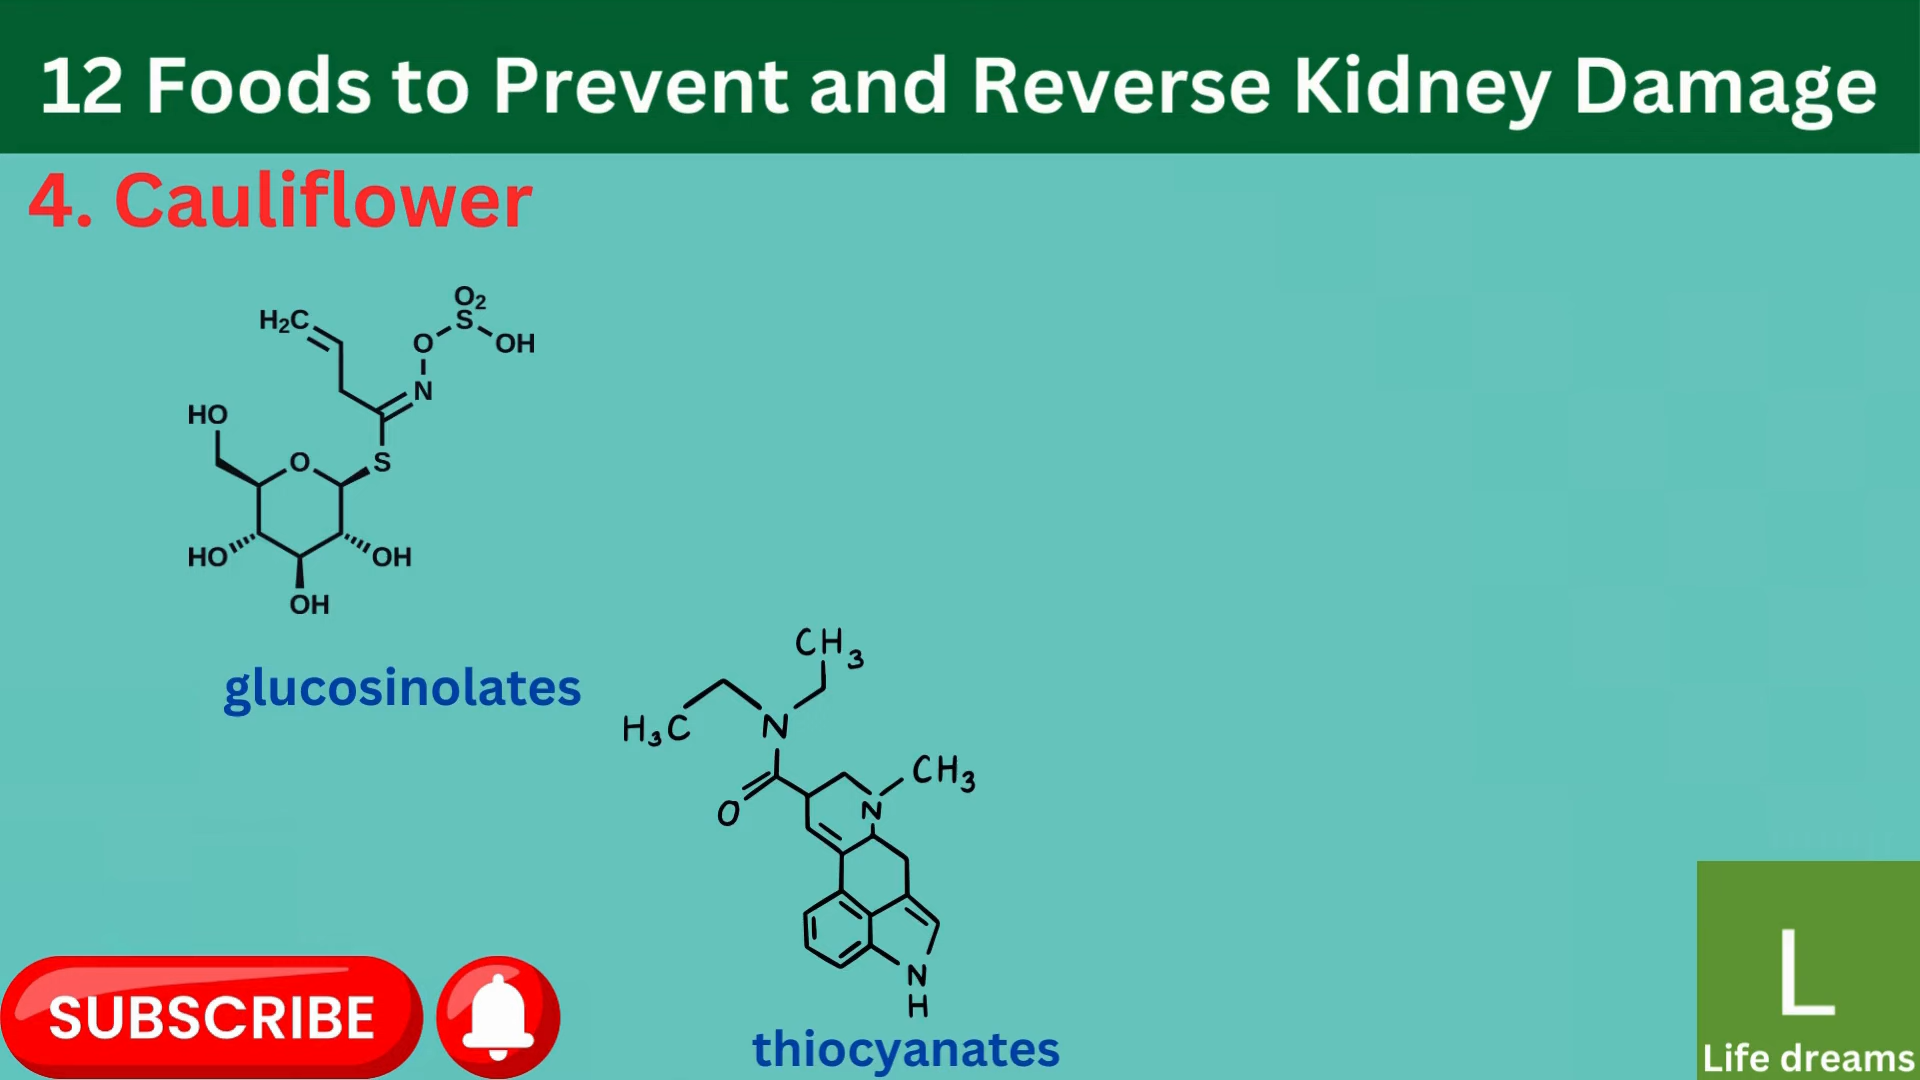 12 Foods to Prevent and Reverse Kidney Damage
4. Cauliflower
O2
H2C
S
O
OH
N
HO
O
S
HO
OH
OH
glucosinolates
CH3
H3C
N
CH3
O
N
N
H
thiocyanates
SUBSCRIBE
L
Life dreams